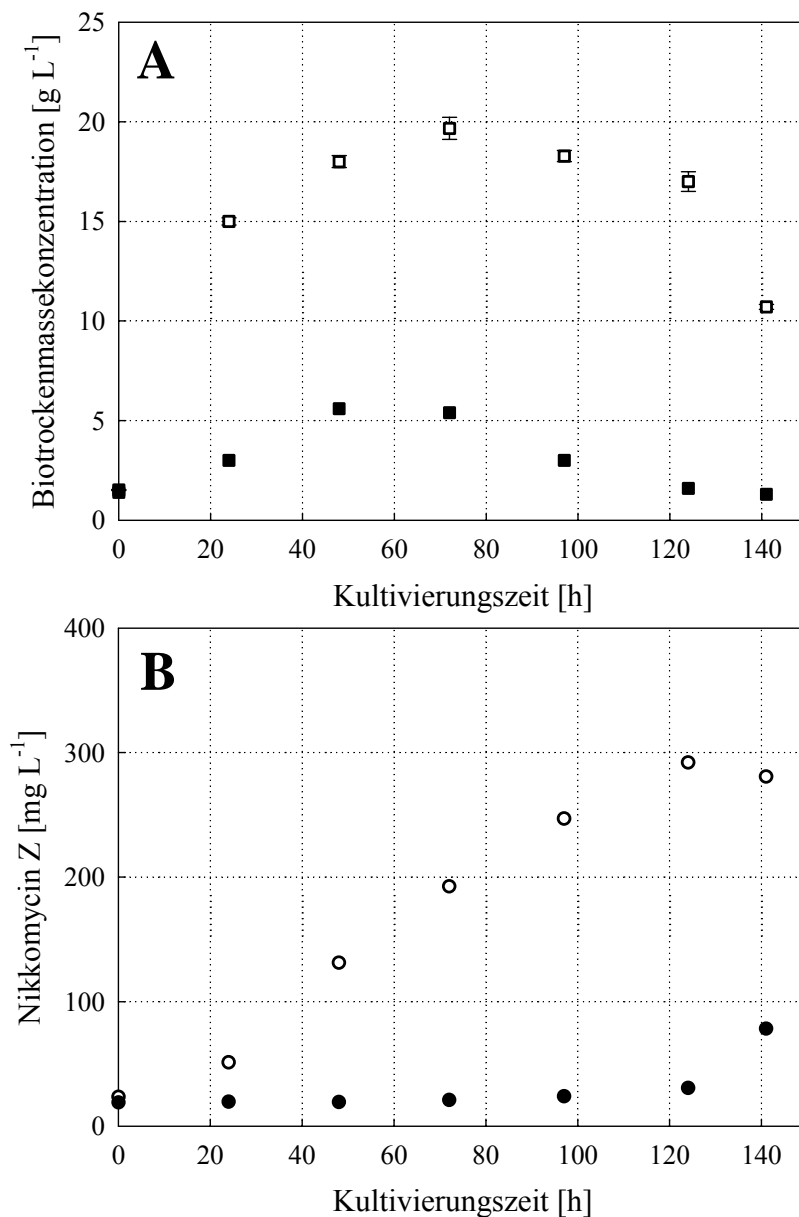 A
Biotrockenmassekonzentration [g L⁻¹]
25
20
15
10
5
0
0 20 40 60 80 100 120 140
Kultivierungszeit [h]
B
Nikkomycin Z [mg L⁻¹]
400
300
200
100
0
0 20 40 60 80 100 120 140
Kultivierungszeit [h]